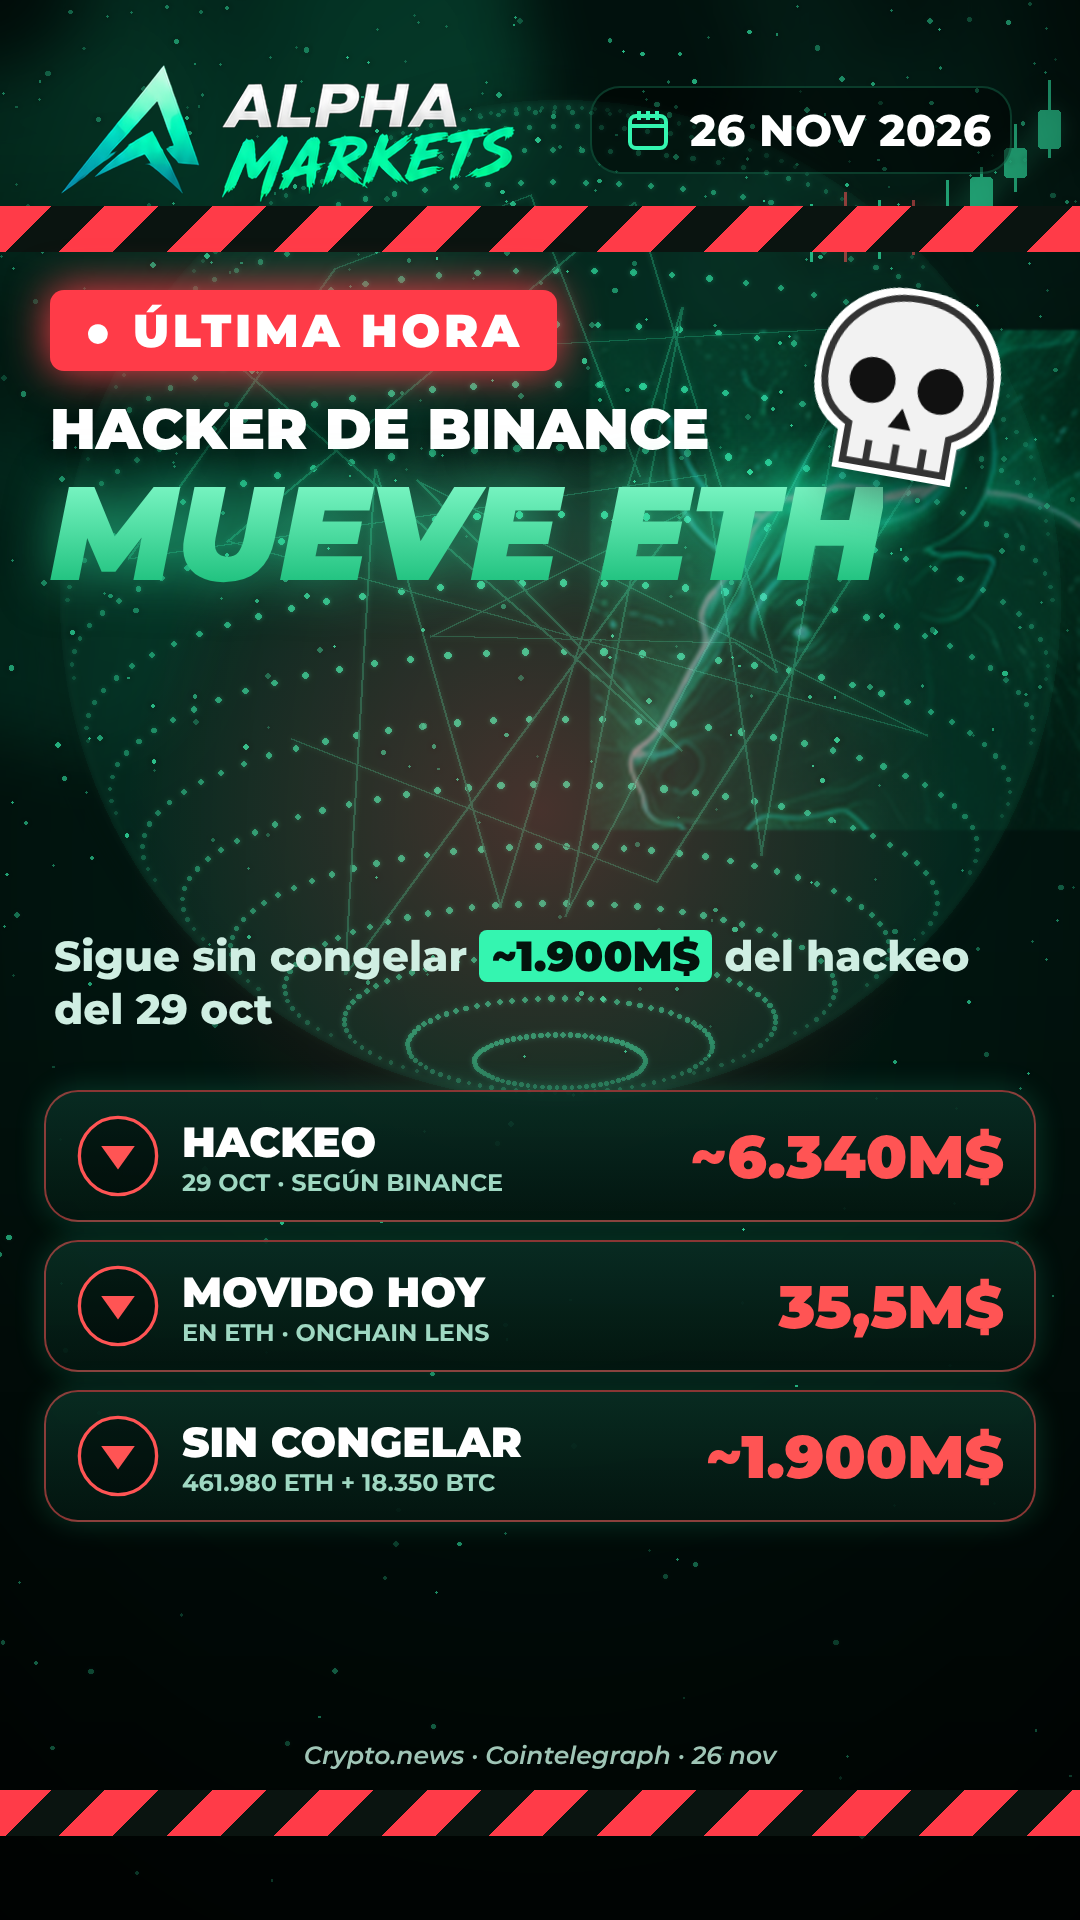 ALPHA
MARKETS
26 NOV 2026
ÚLTIMA HORA
HACKER DE BINANCE
MUEVE ETH
Sigue sin congelar ~1.900M$ del hackeo
del 29 oct
HACKEO
29 OCT · SEGÚN BINANCE
~6.340M$
MOVIDO HOY
EN ETH · ONCHAIN LENS
35,5M$
SIN CONGELAR
461.980 ETH + 18.350 BTC
~1.900M$
Crypto.news · Cointelegraph · 26 nov